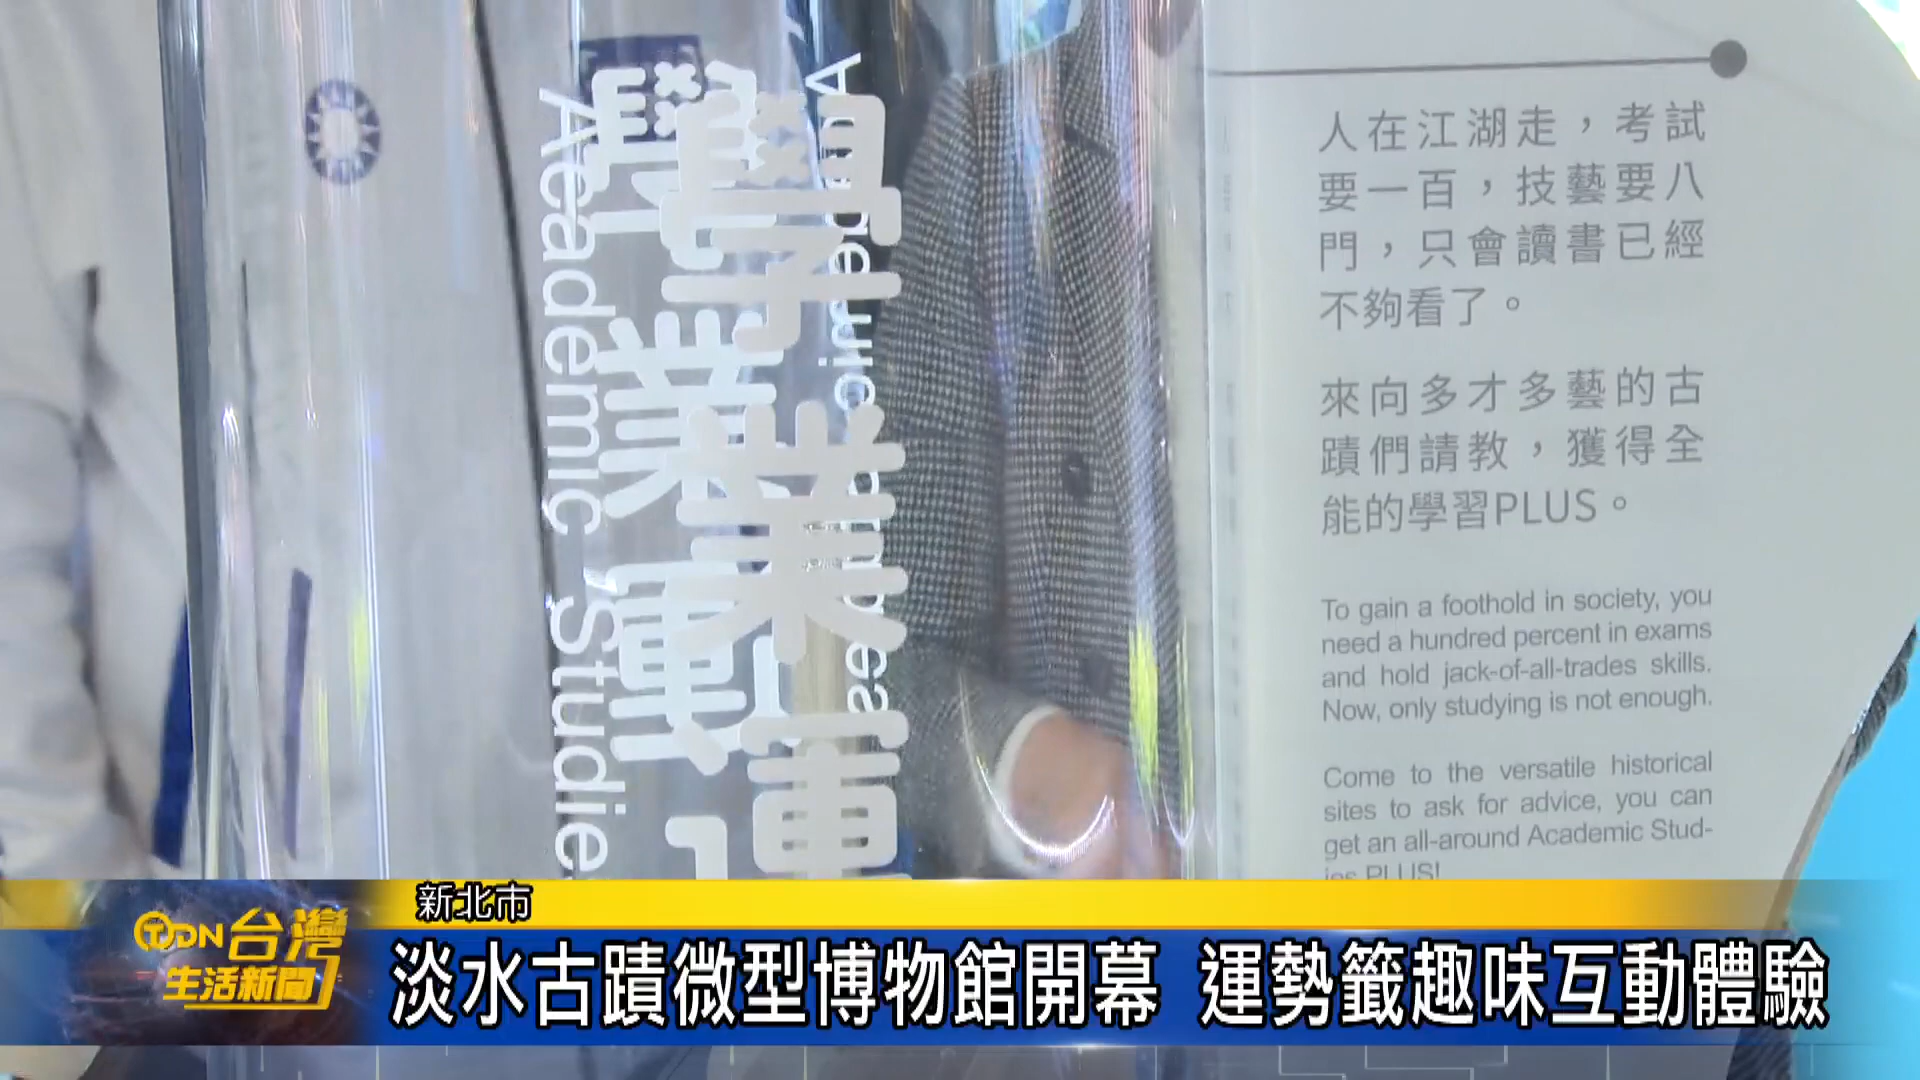 學業運
Academic Studie
人在江湖走，考試
要一百，技藝要八
門，只會讀書已經
不夠看了。
來向多才多藝的古
蹟們請教，獲得全
能的學習PLUS。
To gain a foothold in society, you
need a hundred percent in exams
and hold jack-of-all-trades skills.
Now, only studying is not enough.
Come to the versatile historical
sites to ask for advice, you can
get an all-around Academic Stud-
ies PLUS!
新北市
TDN台灣
生活新聞
淡水古蹟微型博物館開幕 運勢籤趣味互動體驗